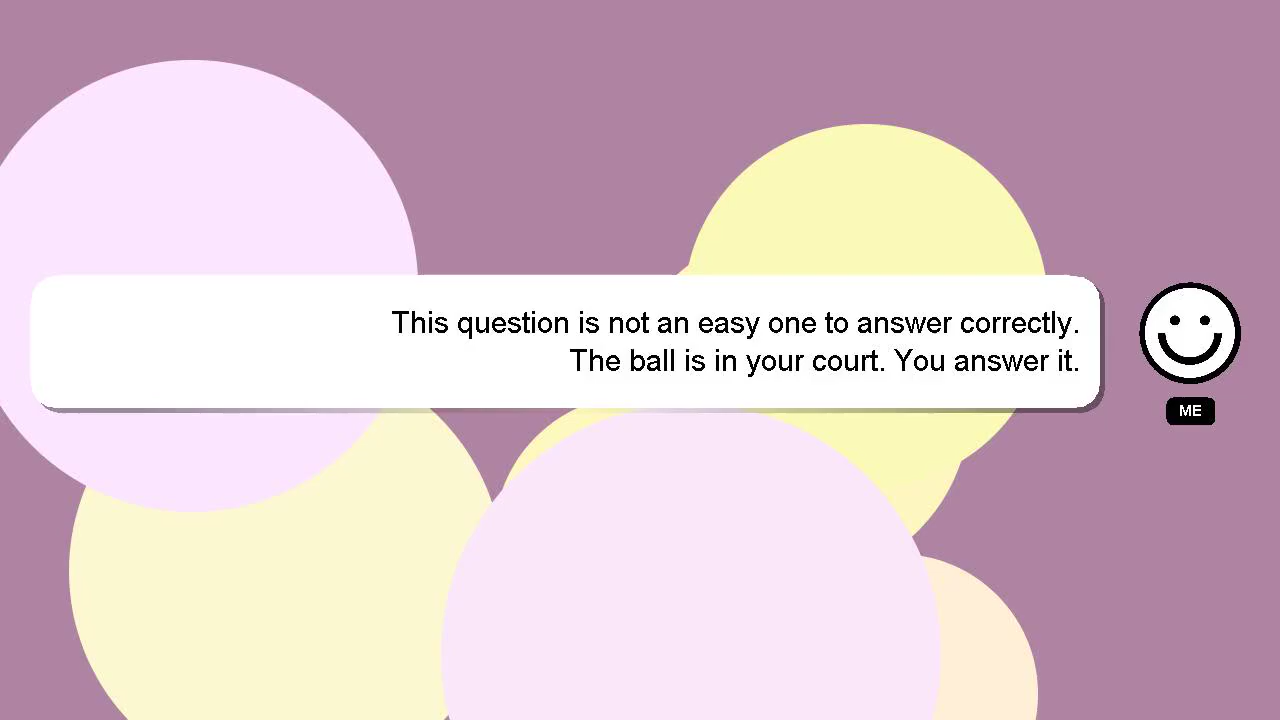 This question is not an easy one to answer correctly.
The ball is in your court. You answer it.
ME